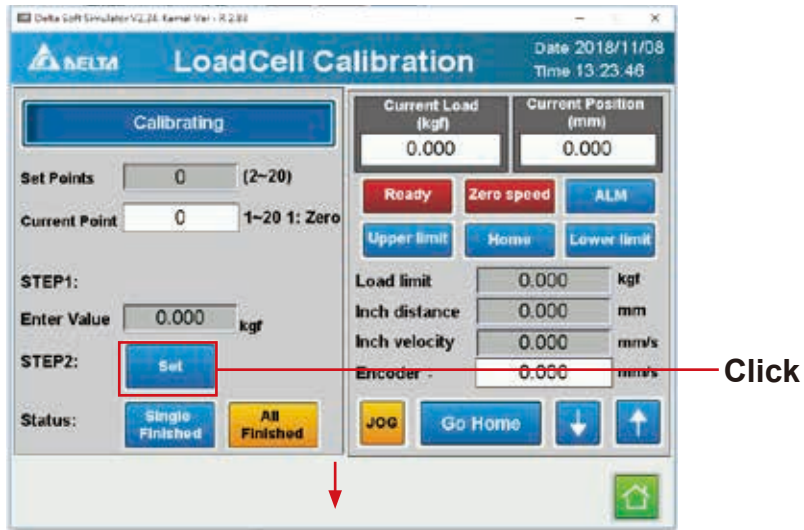 Delta Soft Simulator V2.28. Kernal Ver - R 2.88
DELTA
LoadCell Calibration
Date 2018/11/08
Time 13:23:46
Calibrating
Set Points 0 (2~20)
Current Point 0 1~20 1: Zero
STEP1:
Enter Value 0.000 kgf
STEP2: Set
Status: Single Finished All Finished
Current Load (kgf)
0.000
Current Position (mm)
0.000
Ready Zero speed ALM
Upper limit Home Lower limit
Load limit 0.000 kgf
Inch distance 0.000 mm
Inch velocity 0.000 mm/s
Encoder - 0.000 mm/s
JOG Go Home
Click